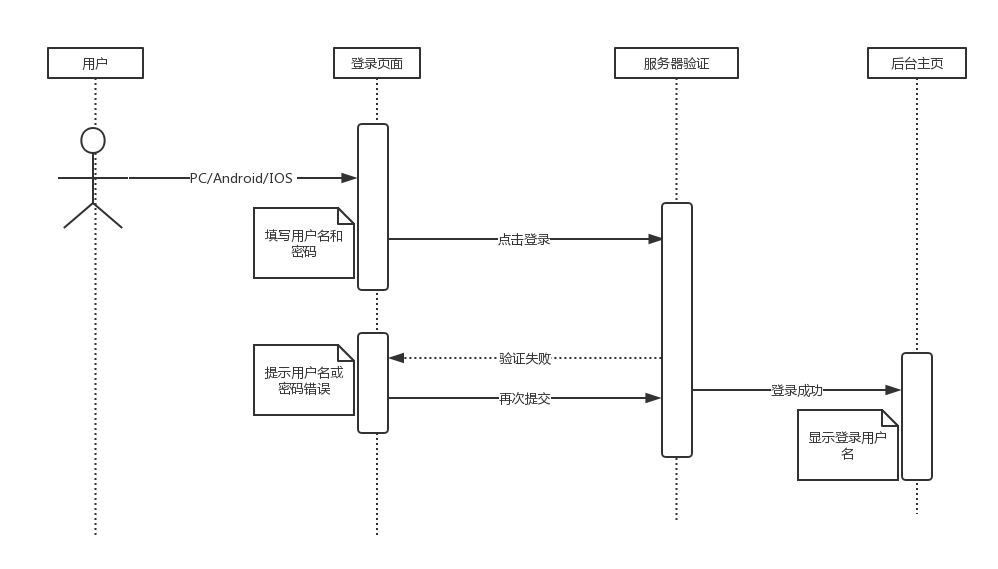 用户
登录页面
服务器验证
后台主页
PC/Android/IOS
填写用户名和
密码
点击登录
提示用户名或
密码错误
验证失败
再次提交
登录成功
显示登录用户
名